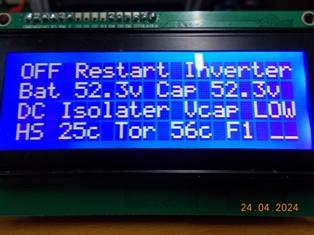 OFF Restart Inverter
Bat 52.3v Cap 52.3v
DC Isolater Vcap LOW
HS 25c Tor 56c F1 __
24.04.2024